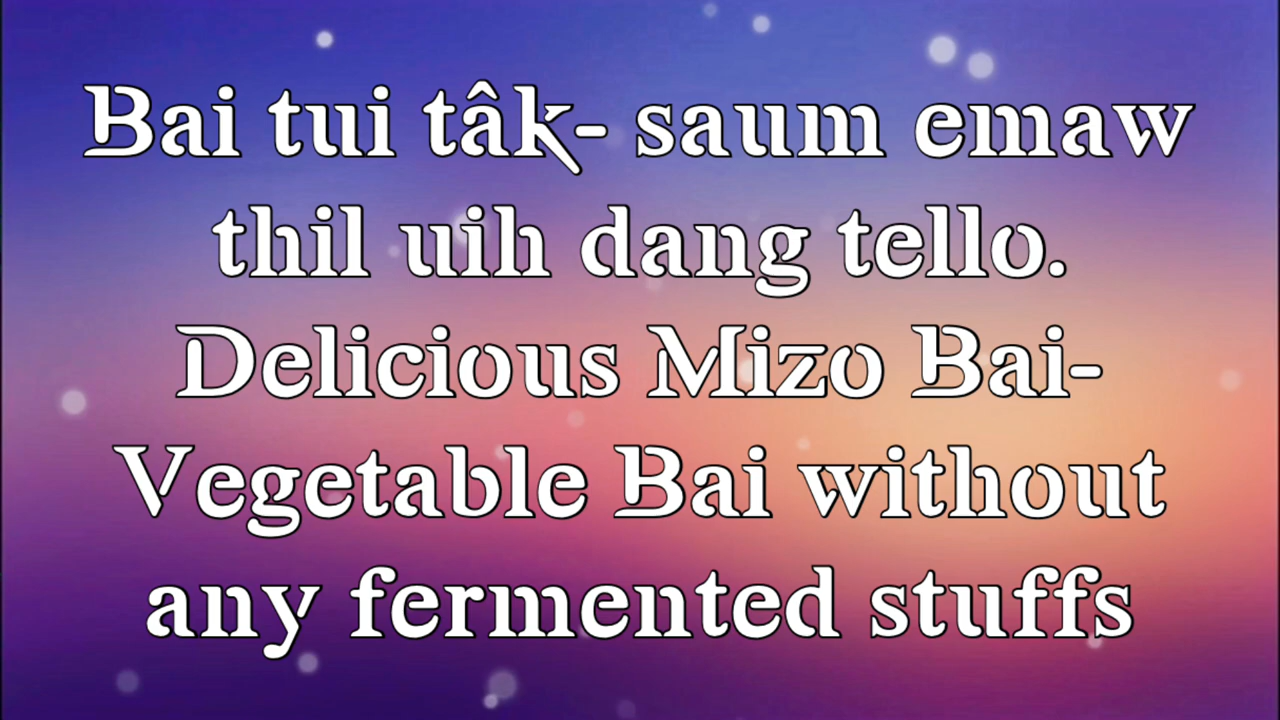 Bai tui tâk- saum emaw
thil uih dang tello.
Delicious Mizo Bai-
Vegetable Bai without
any fermented stuffs